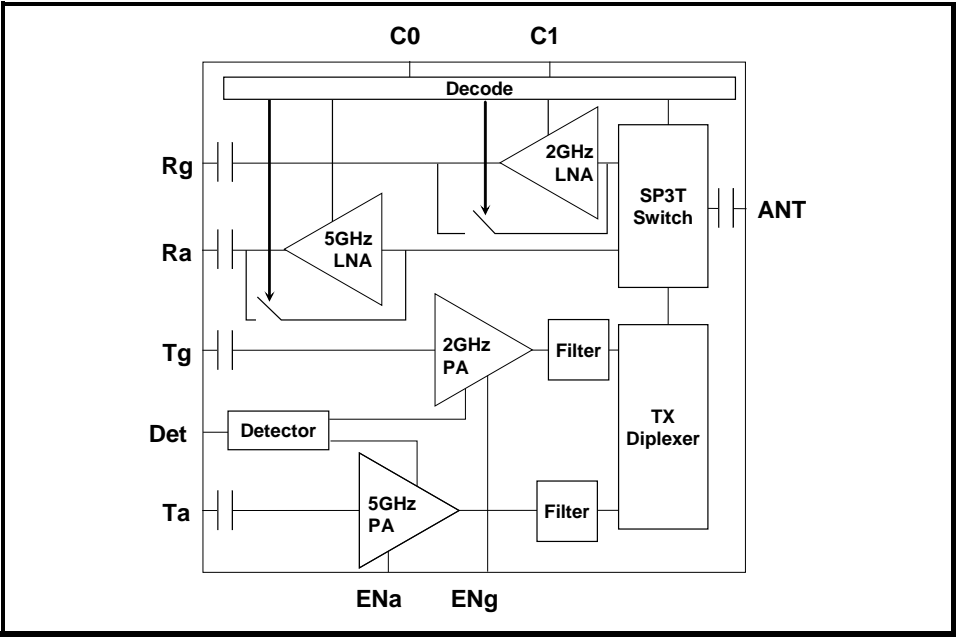 C0
C1
Decode
Rg
2GHz
LNA
SP3T
Switch
ANT
Ra
5GHz
LNA
Tg
2GHz
PA
Filter
TX
Diplexer
Det
Detector
Ta
5GHz
PA
Filter
ENa
ENg